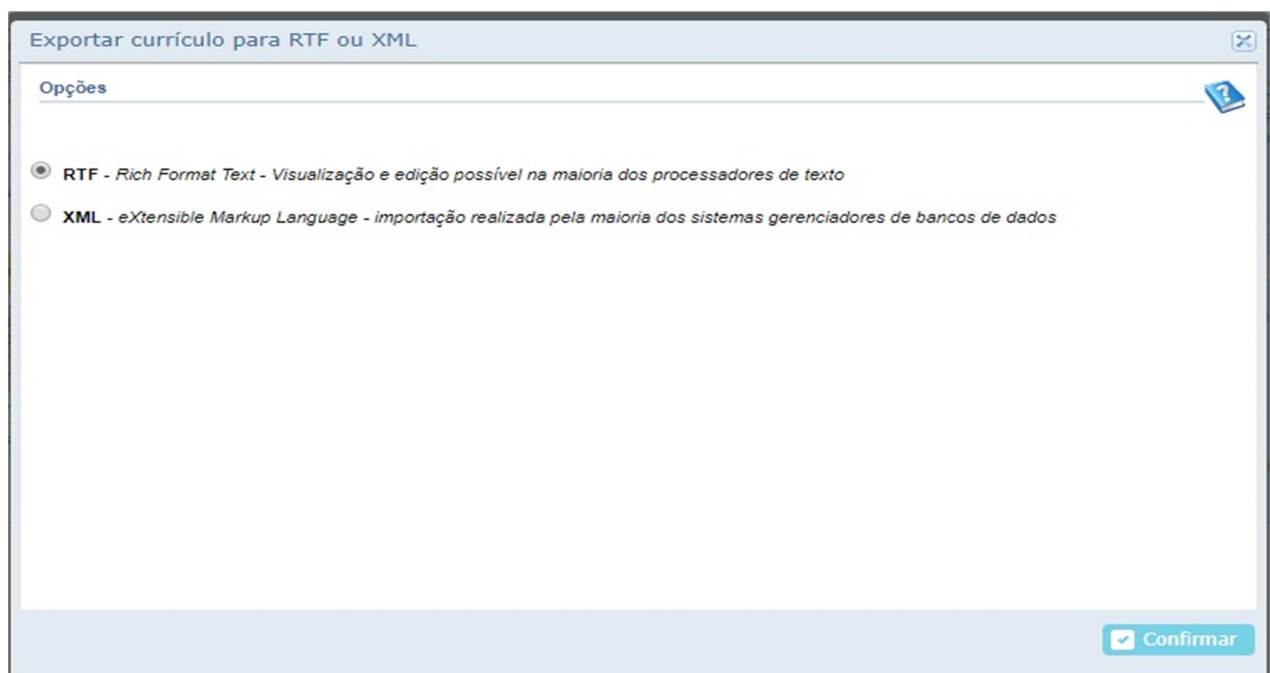 Exportar currículo para RTF ou XML
Opções
RTF - Rich Format Text - Visualização e edição possível na maioria dos processadores de texto
XML - eXtensible Markup Language - importação realizada pela maioria dos sistemas gerenciadores de bancos de dados
Confirmar